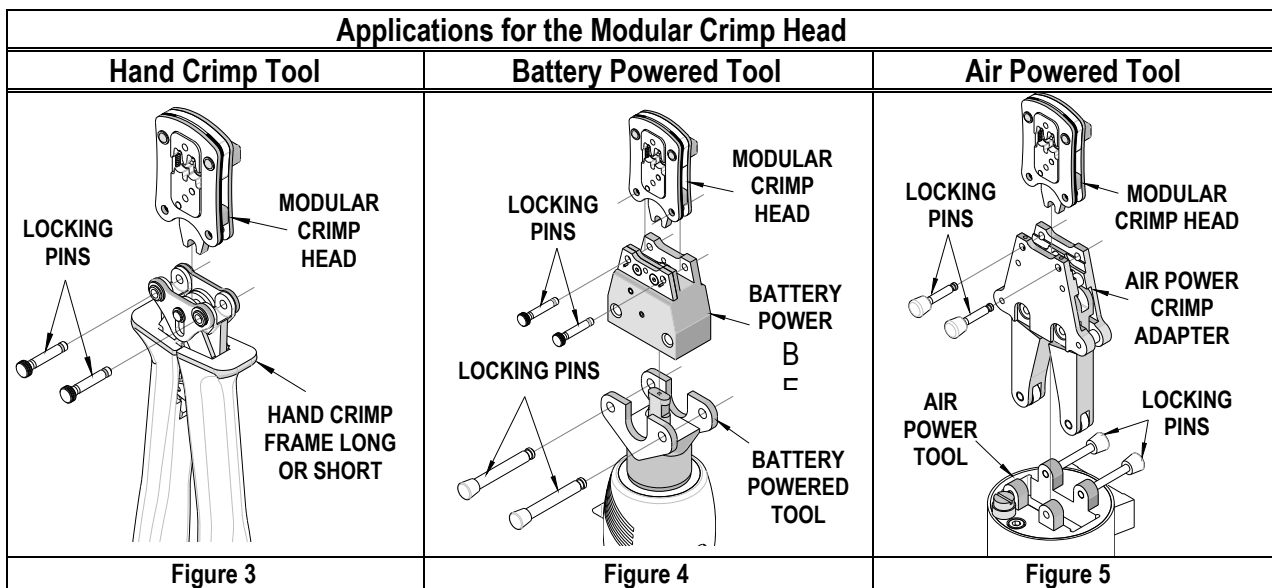 Applications for the Modular Crimp Head
Hand Crimp Tool
Battery Powered Tool
Air Powered Tool
LOCKING
PINS
MODULAR
CRIMP
HEAD
HAND CRIMP
FRAME LONG
OR SHORT
LOCKING
PINS
MODULAR
CRIMP
HEAD
BATTERY
POWER
B
LOCKING PINS
BATTERY
POWERED
TOOL
LOCKING
PINS
MODULAR
CRIMP HEAD
AIR POWER
CRIMP
ADAPTER
AIR
POWER
TOOL
LOCKING
PINS
Figure 3
Figure 4
Figure 5